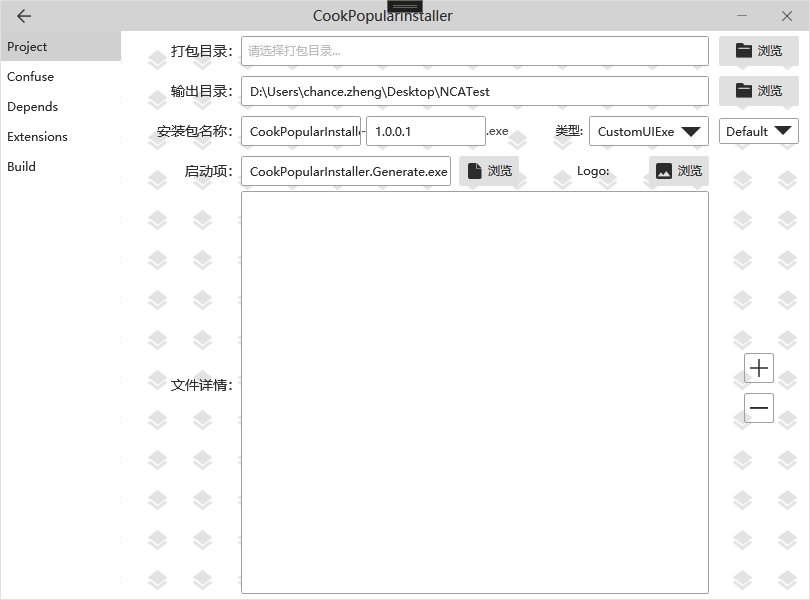 CookPopularInstaller
Project
Confuse
Depends
Extensions
Build
打包目录: 请选择打包目录... 浏览
输出目录: D:\Users\chance.zheng\Desktop\NCATest 浏览
安装包名称: CookPopularInstall - 1.0.0.1 .exe 类型: CustomUIExe Default
启动项: CookPopularInstaller.Generate.exe 浏览 Logo: 浏览
文件详情: